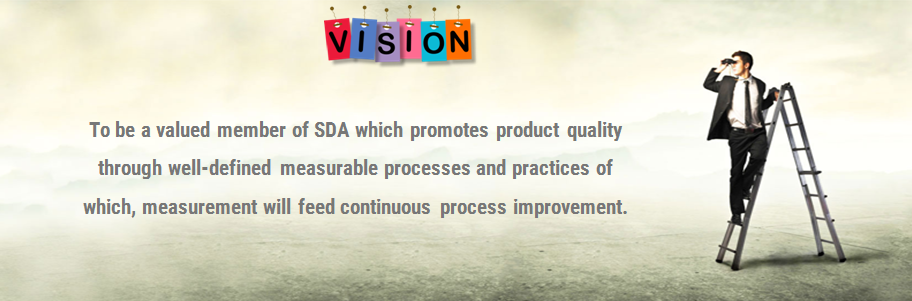 VISION
To be a valued member of SDA which promotes product quality
through well-defined measurable processes and practices of
which, measurement will feed continuous process improvement.